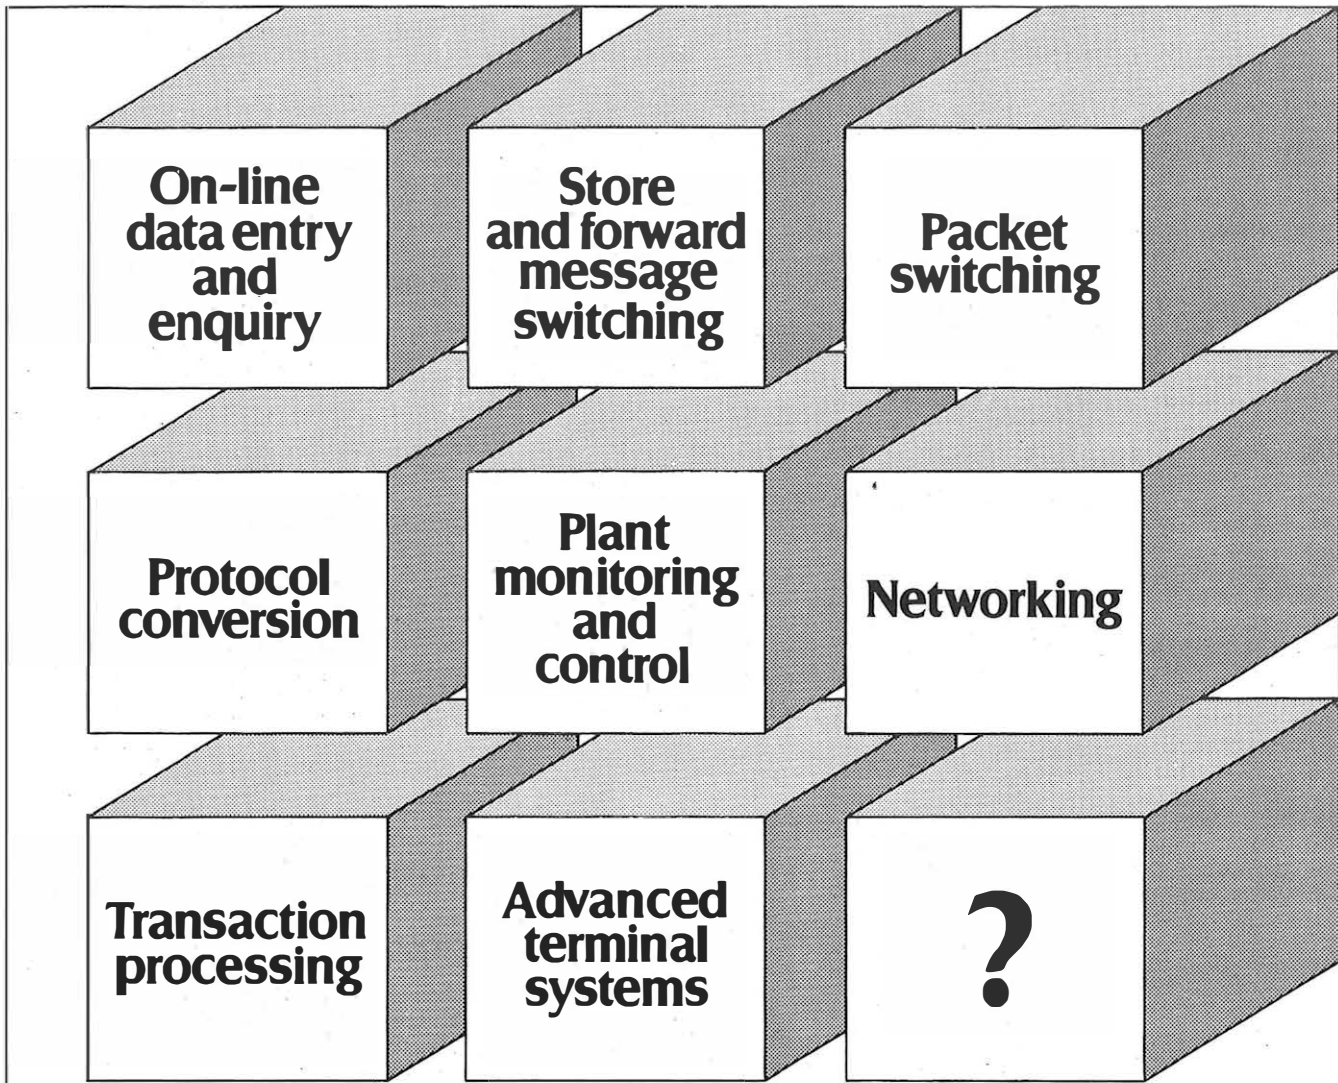 On-line
data entry
and
enquiry
Store
and forward
message
switching
Packet
switching
Protocol
conversion
Plant
monitoring
and
control
Networking
Transaction
processing
Advanced
terminal
systems
?